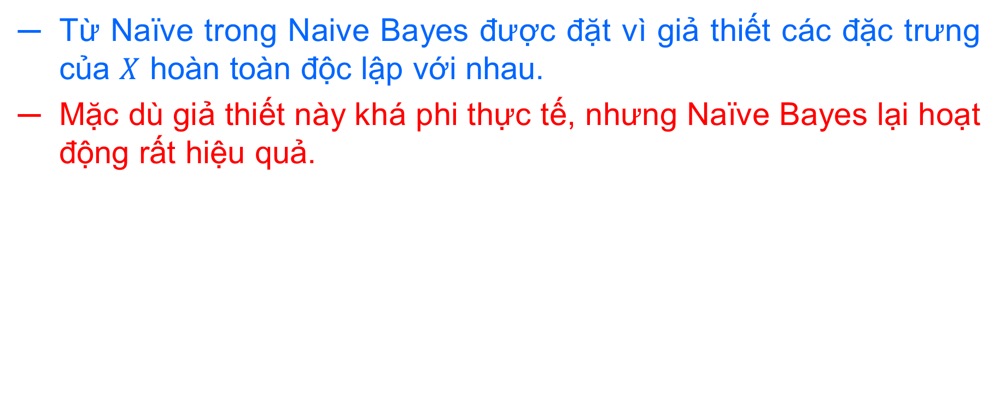 — Từ Naïve trong Naive Bayes được đặt vì giả thiết các đặc trưng
của X hoàn toàn độc lập với nhau.
— Mặc dù giả thiết này khá phi thực tế, nhưng Naïve Bayes lại hoạt
động rất hiệu quả.